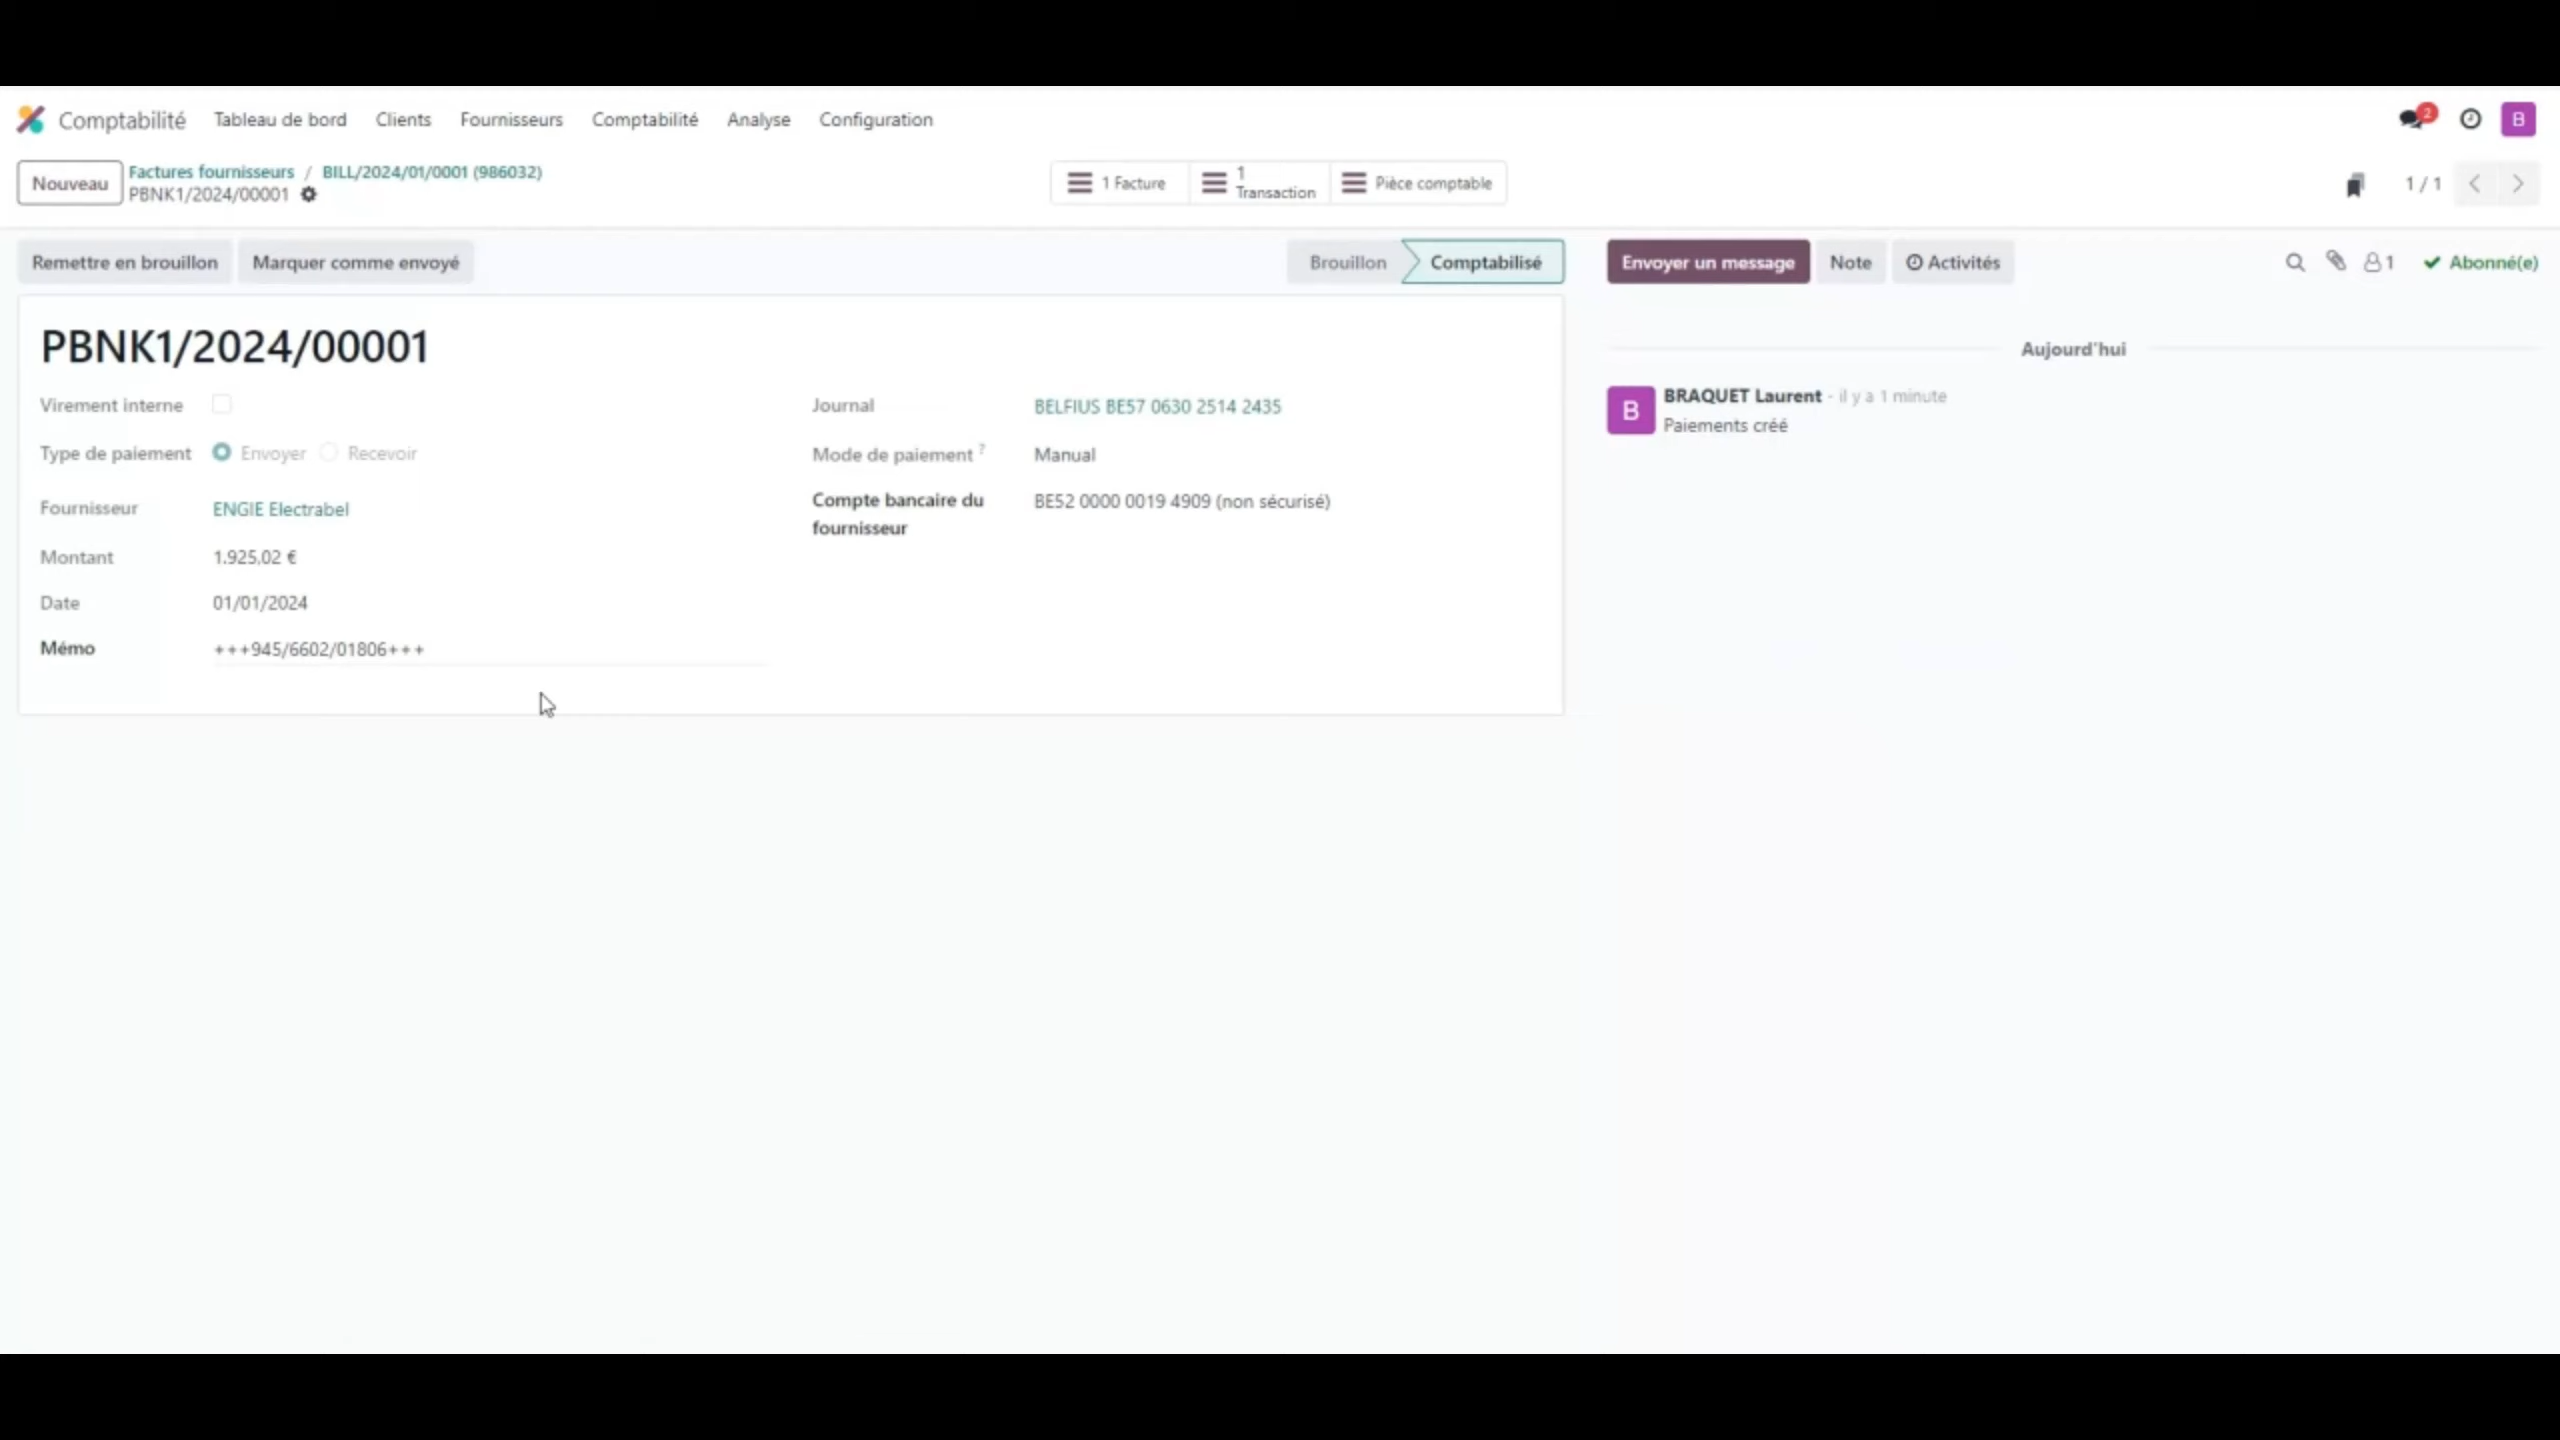 Comptabilité Tableau de bord Clients Fournisseurs Comptabilité Analyse Configuration 2 B
Nouveau Factures fournisseurs / BILL/2024/01/0001 (986032)
PBNK1/2024/00001
1 Facture 1 Transaction Pièce comptable 1 / 1
Remettre en brouillon Marquer comme envoyé Brouillon Comptabilisé Envoyer un message Note Activités 1 Abonné(e)
PBNK1/2024/00001
Virement interne
Type de paiement Envoyer Recevoir
Fournisseur ENGIE Electrabel
Montant 1.925,02 €
Date 01/01/2024
Mémo +++945/6602/01806+++
Journal BELFIUS BE57 0630 2514 2435
Mode de paiement ? Manual
Compte bancaire du BE52 0000 0019 4909 (non sécurisé)
fournisseur
Aujourd'hui
B BRAQUET Laurent - il y a 1 minute
Paiements créé